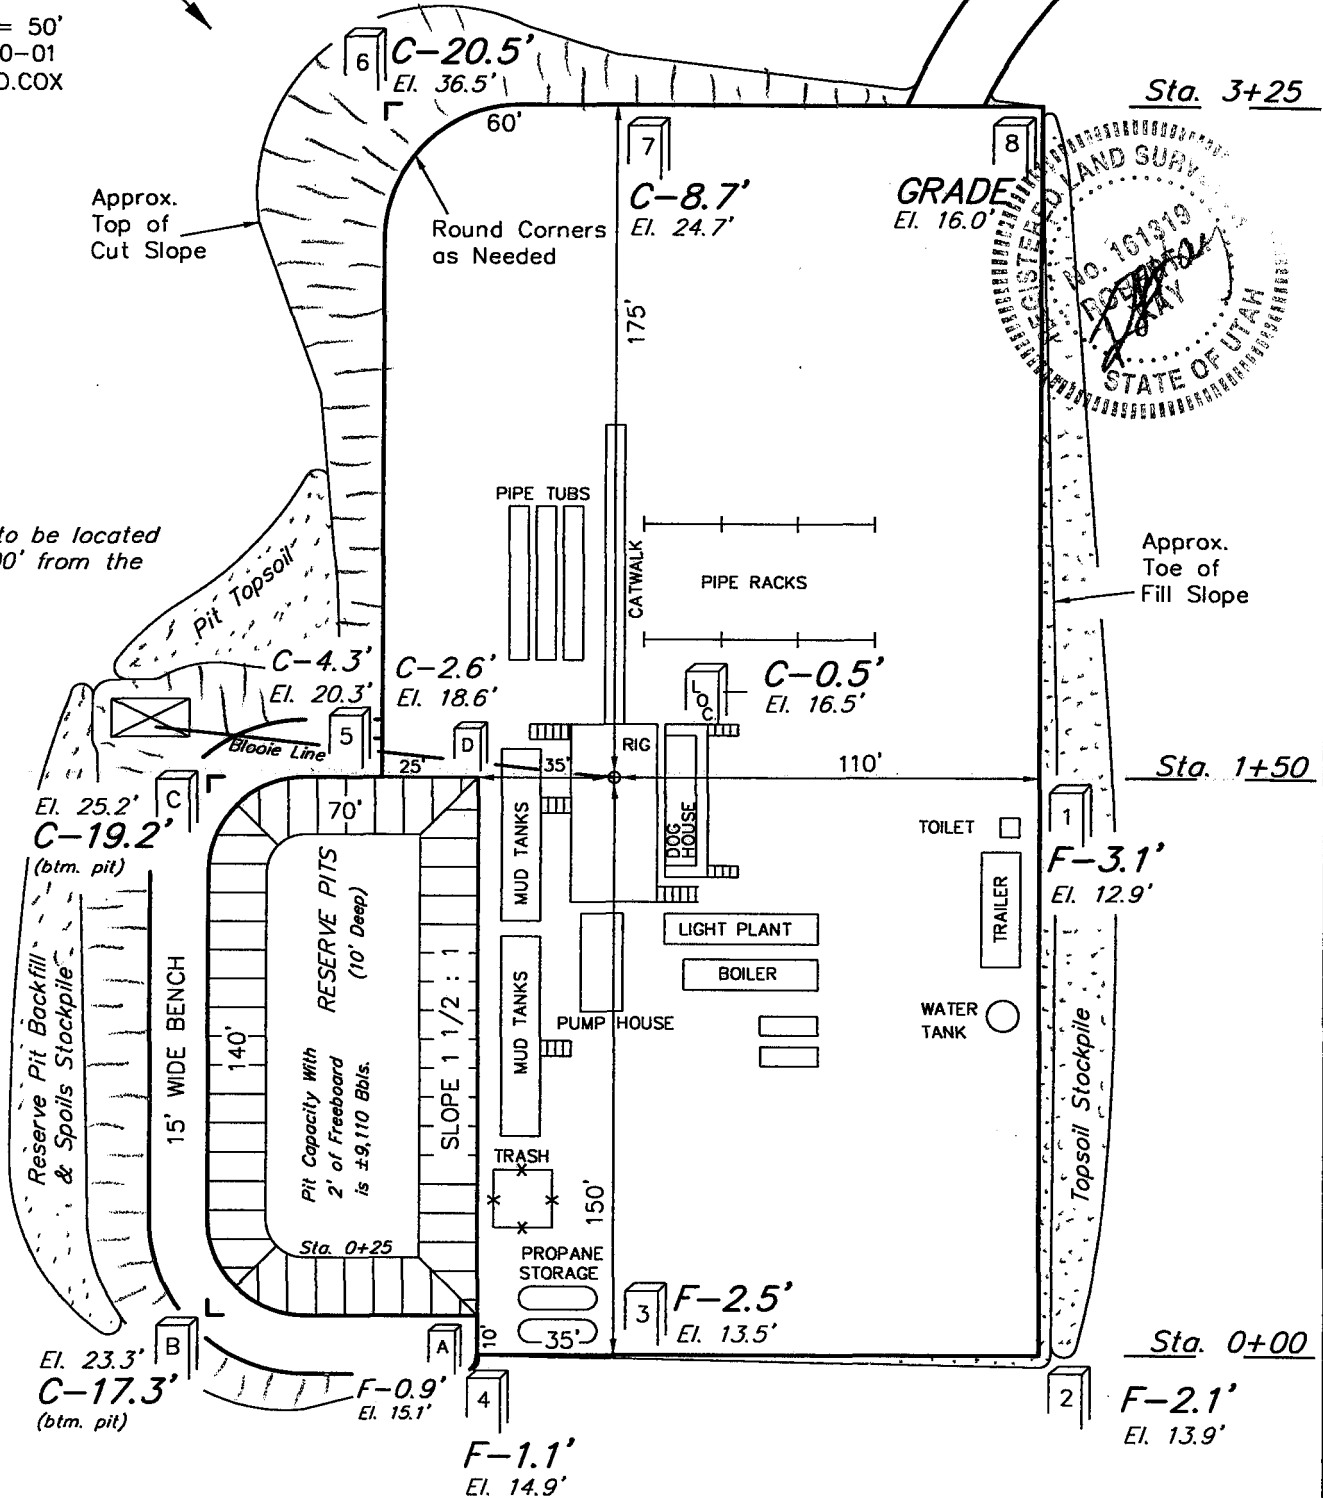 = 50'
0-01
D.COX
6
C-20.5'
El. 36.5'
60'
Sta. 3+25
7
C-8.7'
El. 24.7'
8
GRADE
El. 16.0'
REGISTERED LAND SURV
No. 161319
KAY
STATE OF UTAH
Approx.
Top of
Cut Slope
Round Corners
as Needed
175'
to be located
00' from the
Pit Topsoil
PIPE TUBS
CATWALK
PIPE RACKS
Approx.
Toe of
Fill Slope
C-4.3'
El. 20.3'
C-2.6'
El. 18.6'
LOC.
C-0.5'
El. 16.5'
5
D
Blooie Line
25'
35'
RIG
110'
Sta. 1+50
C
El. 25.2'
C-19.2'
(btm. pit)
70'
MUD TANKS
DOG
HOUSE
TOILET
1
F-3.1'
El. 12.9'
TRAILER
LIGHT PLANT
BOILER
Reserve Pit Backfill
& Spoils Stockpile
15' WIDE BENCH
140'
RESERVE PITS
(10' Deep)
Pit Capacity With
2' of Freeboard
is ±9,110 Bbls.
SLOPE 1 1/2 : 1
MUD TANKS
PUMP HOUSE
WATER
TANK
Topsoil Stockpile
TRASH
150'
Sta. 0+25
PROPANE
STORAGE
35'
10'
3
F-2.5'
El. 13.5'
Sta. 0+00
B
El. 23.3'
C-17.3'
(btm. pit)
A
F-0.9'
El. 15.1'
4
F-1.1'
El. 14.9'
2
F-2.1'
El. 13.9'